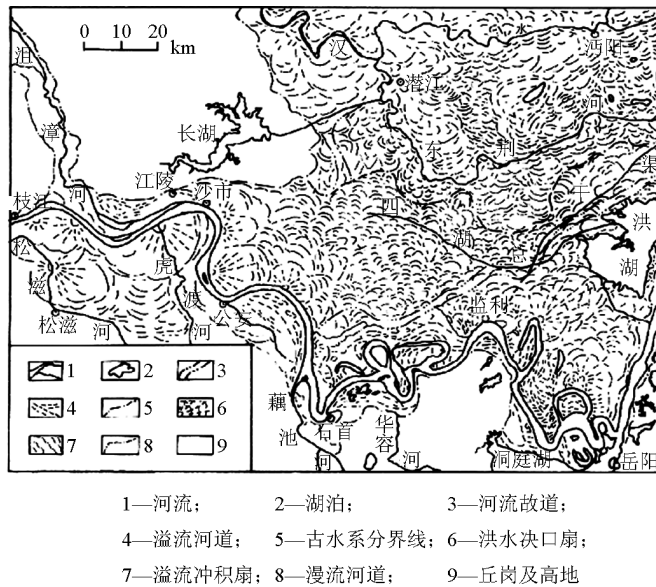 0 10 20
km
汉
水
沔阳
潜江
沮
漳
河
长湖
东
荆
河
江陵
沙市
枝江
四
湖
总
干
渠
洪
湖
松
滋
河
松滋
虎
渡
河
公安
监利
藕
池
河
石首
华
容
河
洞庭湖
岳阳
1 2 3
4 5 6
7 8 9
1—河流; 2—湖泊; 3—河流故道;
4—溢流河道; 5—古水系分界线; 6—洪水决口扇;
7—溢流冲积扇; 8—漫流河道; 9—丘岗及高地